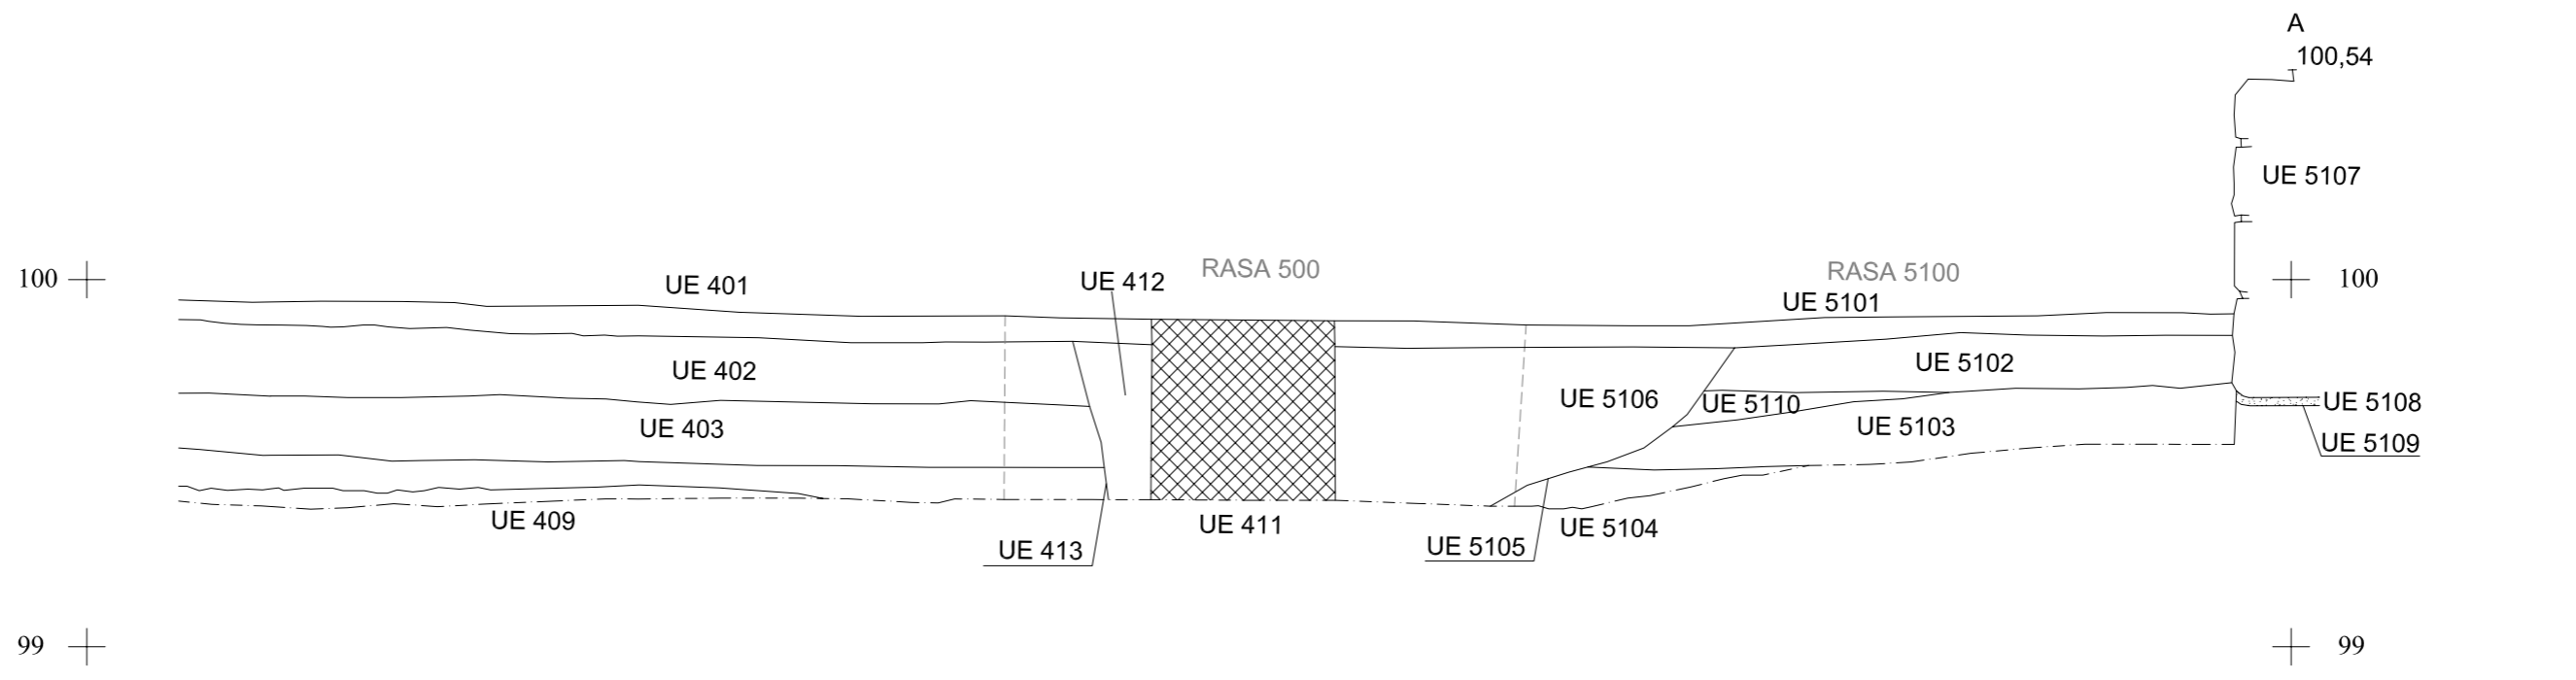 A
100,54
UE 5107
RASA 500
RASA 5100
100
UE 401
UE 412
UE 5101
100
UE 402
UE 5102
UE 5106
UE 5110
UE 5108
UE 403
UE 5103
UE 5109
UE 409
UE 411
UE 5104
UE 413
UE 5105
99
99